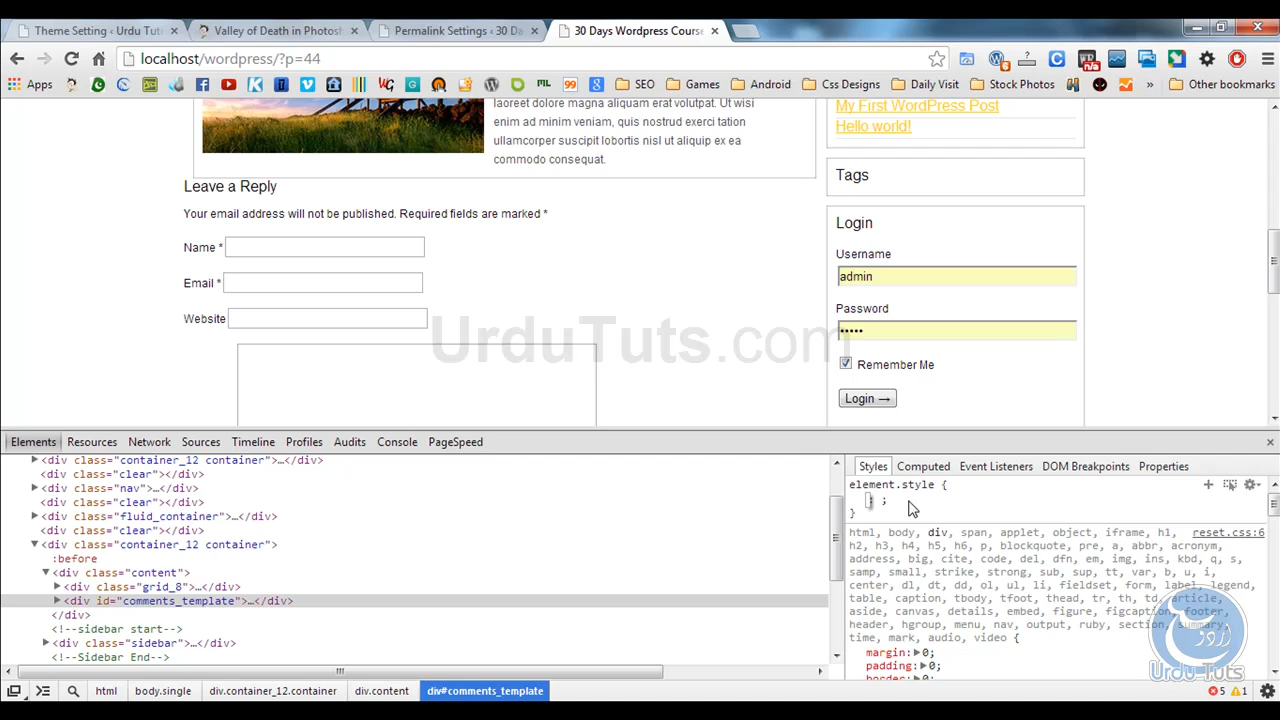 Theme Setting ‹ Urdu Tut
Valley of Death in Photosh
Permalink Settings ‹ 30 D
30 Days Wordpress Course
localhost/wordpress/?p=44
Apps
SEO
Games
Android
Css Designs
Daily Visit
Stock Photos
»
Other bookmarks
laoreet dolore magna aliquam erat volutpat. Ut wisi
enim ad minim veniam, quis nostrud exerci tation
ullamcorper suscipit lobortis nisl ut aliquip ex ea
commodo consequat.
My First WordPress Post
Hello world!
Tags
Leave a Reply
Your email address will not be published. Required fields are marked *
Name *
Email *
Website
Login
Username
admin
Password
•••••
Remember Me
Login →
UrduTuts.com
Elements Resources Network Sources Timeline Profiles Audits Console PageSpeed
<div class="container_12 container">…</div>
<div class="clear"></div>
<div class="nav">…</div>
<div class="clear"></div>
<div class="fluid_container">…</div>
<div class="clear"></div>
<div class="container_12 container">
:before
<div class="content">
<div class="grid_8">…</div>
<div id="comments_template">…</div>
</div>
<!--sidebar start-->
<div class="sidebar">…</div>
<!--Sidebar End-->
Styles Computed Event Listeners DOM Breakpoints Properties
element.style {
: ;
}
html, body, div, span, applet, object, iframe, h1, reset.css:6
h2, h3, h4, h5, h6, p, blockquote, pre, a, abbr, acronym,
address, big, cite, code, del, dfn, em, img, ins, kbd, q, s,
samp, small, strike, strong, sub, sup, tt, var, b, u, i,
center, dl, dt, dd, ol, ul, li, fieldset, form, label, legend,
table, caption, tbody, tfoot, thead, tr, th, td, article,
aside, canvas, details, embed, figure, figcaption, footer,
header, hgroup, menu, nav, output, ruby, section, summary,
time, mark, audio, video {
margin: 0;
padding: 0;
border: 0;
اردو
Urdu Tuts
html body.single div.container_12.container div.content div#comments_template
5 1